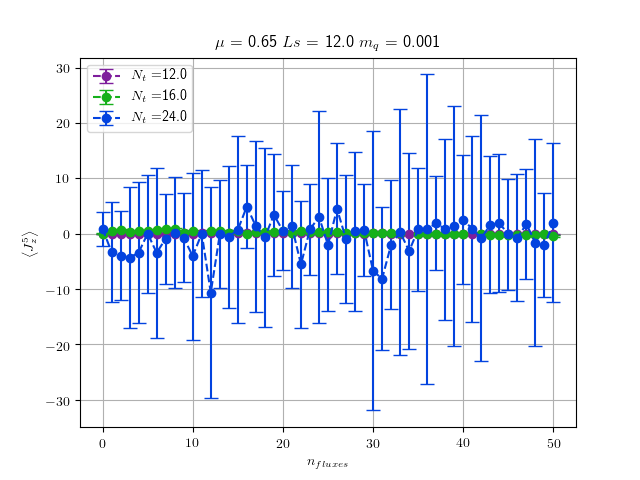 μ = 0.65 Ls = 12.0 m_q = 0.001
N_t =12.0
N_t =16.0
N_t =24.0
30
20
10
0
−10
−20
−30
⟨J_z^5⟩
0 10 20 30 40 50
n_fluxes